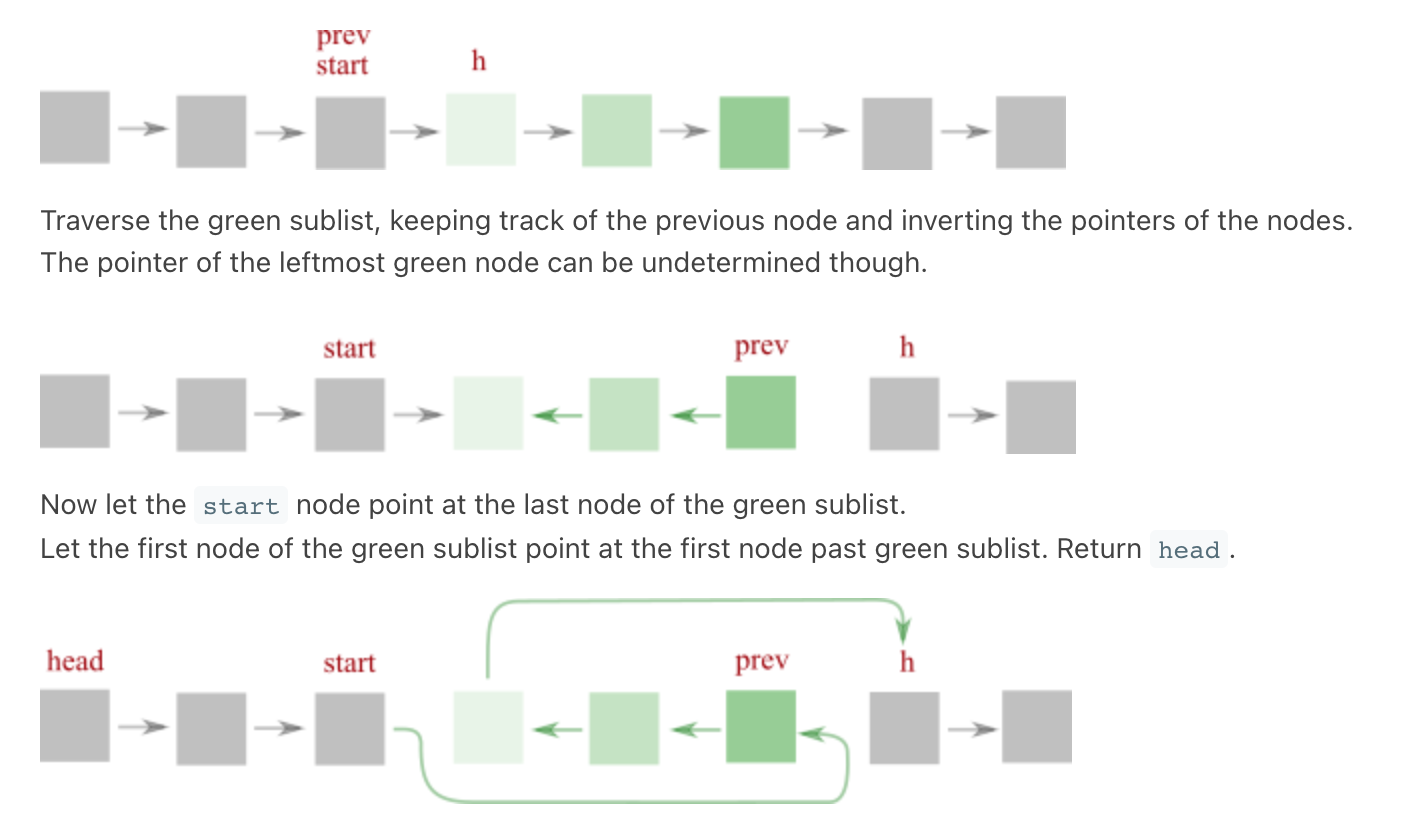 prev
start
h
Traverse the green sublist, keeping track of the previous node and inverting the pointers of the nodes.
The pointer of the leftmost green node can be undetermined though.
start
prev
h
Now let the start node point at the last node of the green sublist.
Let the first node of the green sublist point at the first node past green sublist. Return head.
head
start
prev
h